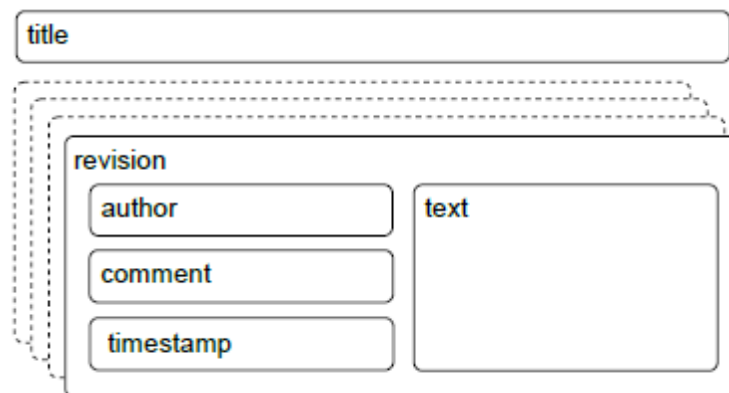 title
revision
author
text
comment
timestamp